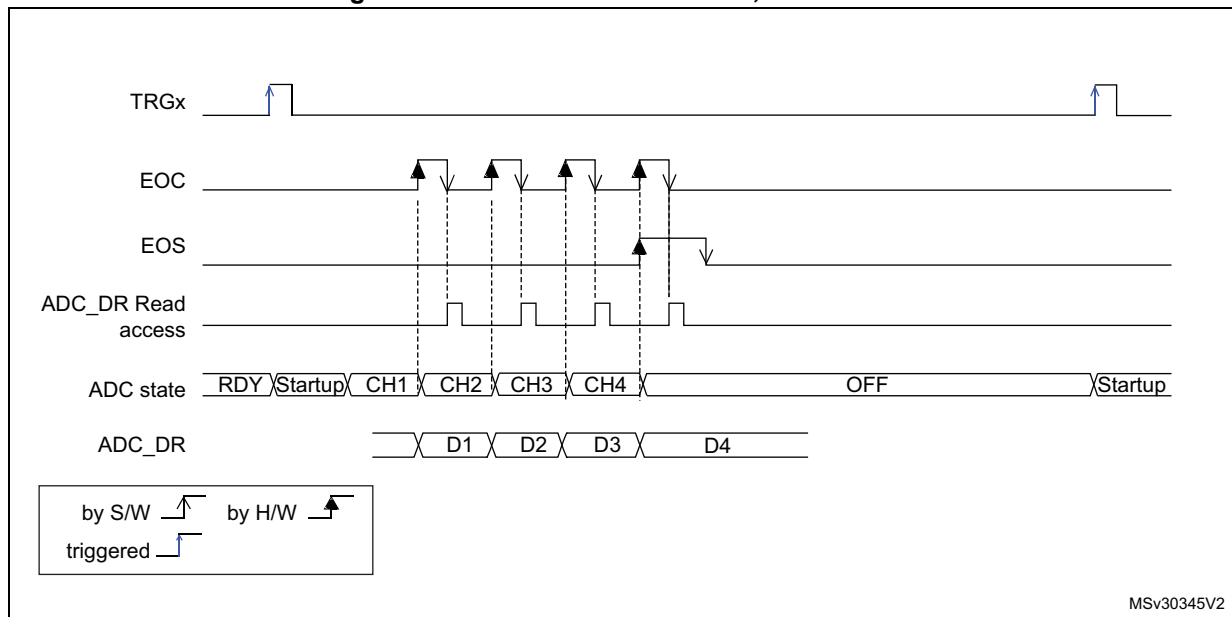 TRGx
EOC
EOS
ADC_DR Read
access
ADC state RDY Startup CH1 CH2 CH3 CH4 OFF Startup
ADC_DR D1 D2 D3 D4
by S/W by H/W
triggered
MSv30345V2